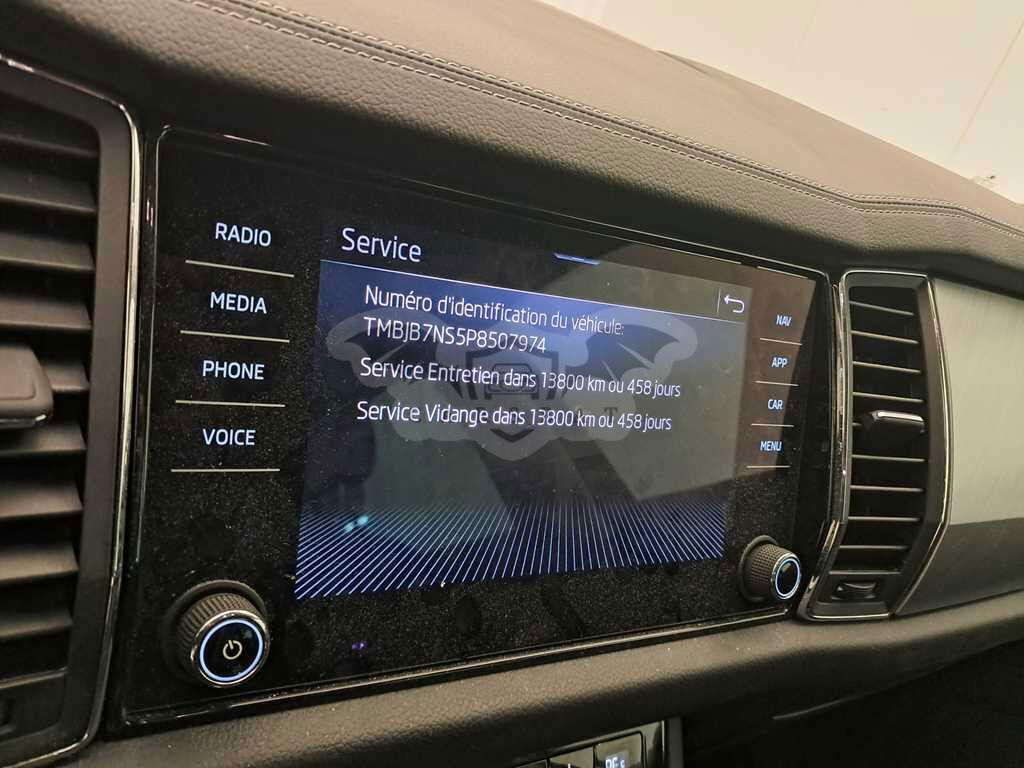 RADIO
MEDIA
PHONE
VOICE
Service
Numéro d'identification du véhicule:
TMBJB7NS5P8507974
Service Entretien dans 13800 km ou 458 jours
Service Vidange dans 13800 km ou 458 jours
NAV
APP
CAR
MENU